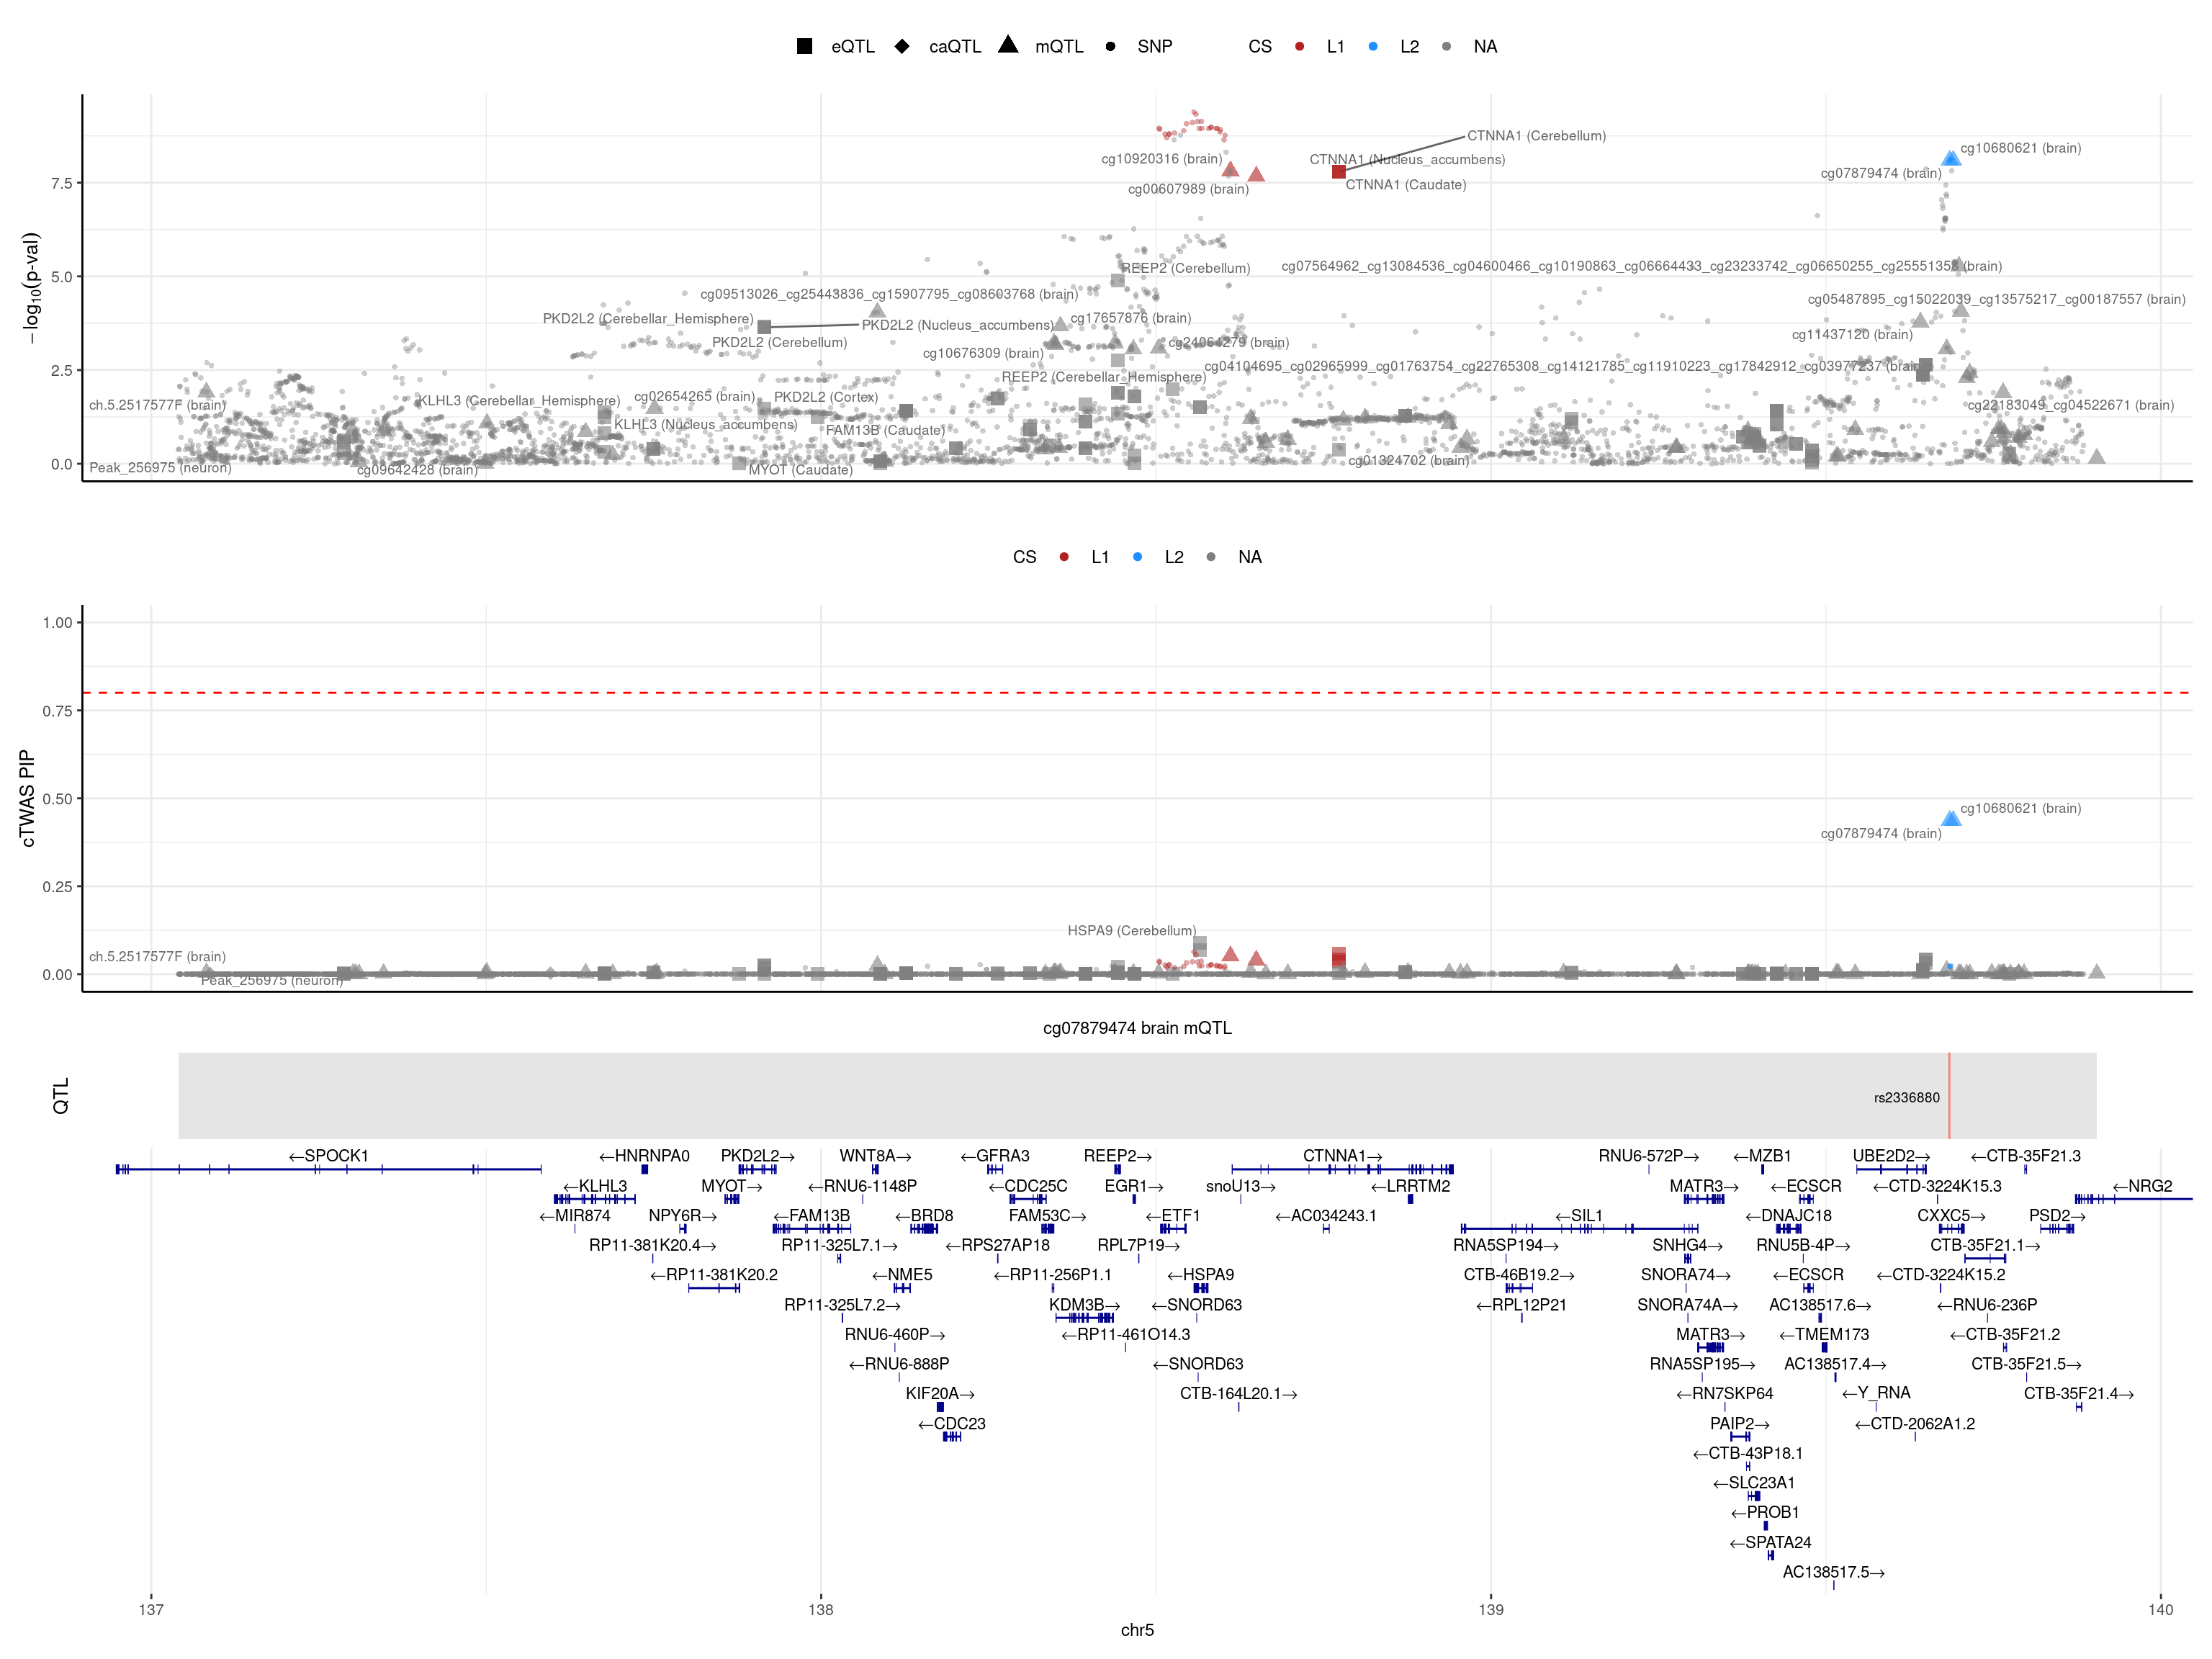 eQTL caQTL mQTL SNP CS L1 L2 NA
−log10(p-val)
7.5
5.0
2.5
0.0
CTNNA1 (Cerebellum)
cg10680621 (brain)
cg10920316 (brain)
CTNNA1 (Nucleus_accumbens)
cg07879474 (brain)
cg00607989 (brain)
CTNNA1 (Caudate)
REEP2 (Cerebellum)
cg09513026_cg25443836_cg15907795_cg08603768 (brain)
cg05487895_cg15022039_cg13575217_cg00187557 (brain)
PKD2L2 (Cerebellar_Hemisphere)
PKD2L2 (Nucleus_accumbens)
cg17657876 (brain)
cg11437120 (brain)
PKD2L2 (Cerebellum)
cg10676309 (brain)
cg24064279 (brain)
cg04104695_cg02965999_cg01763754_cg22765308_cg14121785_cg11910223_cg17842912_cg03977237 (brain)
REEP2 (Cerebellar_Hemisphere)
ch.5.2517577F (brain)
KLHL3 (Cerebellar_Hemisphere)
cg02654265 (brain)
PKD2L2 (Cortex)
cg22183049_cg04522671 (brain)
KLHL3 (Nucleus_accumbens)
FAM13B (Caudate)
Peak_256975 (neuron)
cg09642428 (brain)
MYOT (Caudate)
cg01324702 (brain)
CS L1 L2 NA
cTWAS PIP
1.00
0.75
0.50
0.25
0.00
cg10680621 (brain)
cg07879474 (brain)
HSPA9 (Cerebellum)
ch.5.2517577F (brain)
Peak_256975 (neuron)
cg07879474 brain mQTL
QTL
rs2336880
←SPOCK1 ←HNRNPA0 PKD2L2→ WNT8A→ ←GFRA3 REEP2→ CTNNA1→ RNU6-572P→ ←MZB1 UBE2D2→ ←CTB-35F21.3
←KLHL3 MYOT→ ←RNU6-1148P ←CDC25C EGR1→ snoU13→ ←LRRTM2 MATR3→ ←ECSCR ←CTD-3224K15.3 ←NRG2
←MIR874 NPY6R→ ←FAM13B ←BRD8 FAM53C→ ←ETF1 ←AC034243.1 ←SIL1 ←DNAJC18 CXXC5→ PSD2→
RP11-381K20.4→ RP11-325L7.1→ ←RPS27AP18 RPL7P19→ RNA5SP194→ SNHG4→ RNU5B-4P→ CTB-35F21.1→
←RP11-381K20.2 ←NME5 ←RP11-256P1.1 ←HSPA9 CTB-46B19.2→ SNORA74→ ←ECSCR ←CTD-3224K15.2
RP11-325L7.2→ KDM3B→ ←SNORD63 ←RPL12P21 SNORA74A→ AC138517.6→ ←RNU6-236P
RNU6-460P→ ←RP11-461O14.3 MATR3→ ←TMEM173 ←CTB-35F21.2
←RNU6-888P ←SNORD63 RNA5SP195→ AC138517.4→ CTB-35F21.5→
KIF20A→ CTB-164L20.1→ ←RN7SKP64 ←Y_RNA CTB-35F21.4→
←CDC23 PAIP2→ ←CTD-2062A1.2
←CTB-43P18.1
←SLC23A1
←PROB1
←SPATA24
AC138517.5→
137 138 139 140
chr5